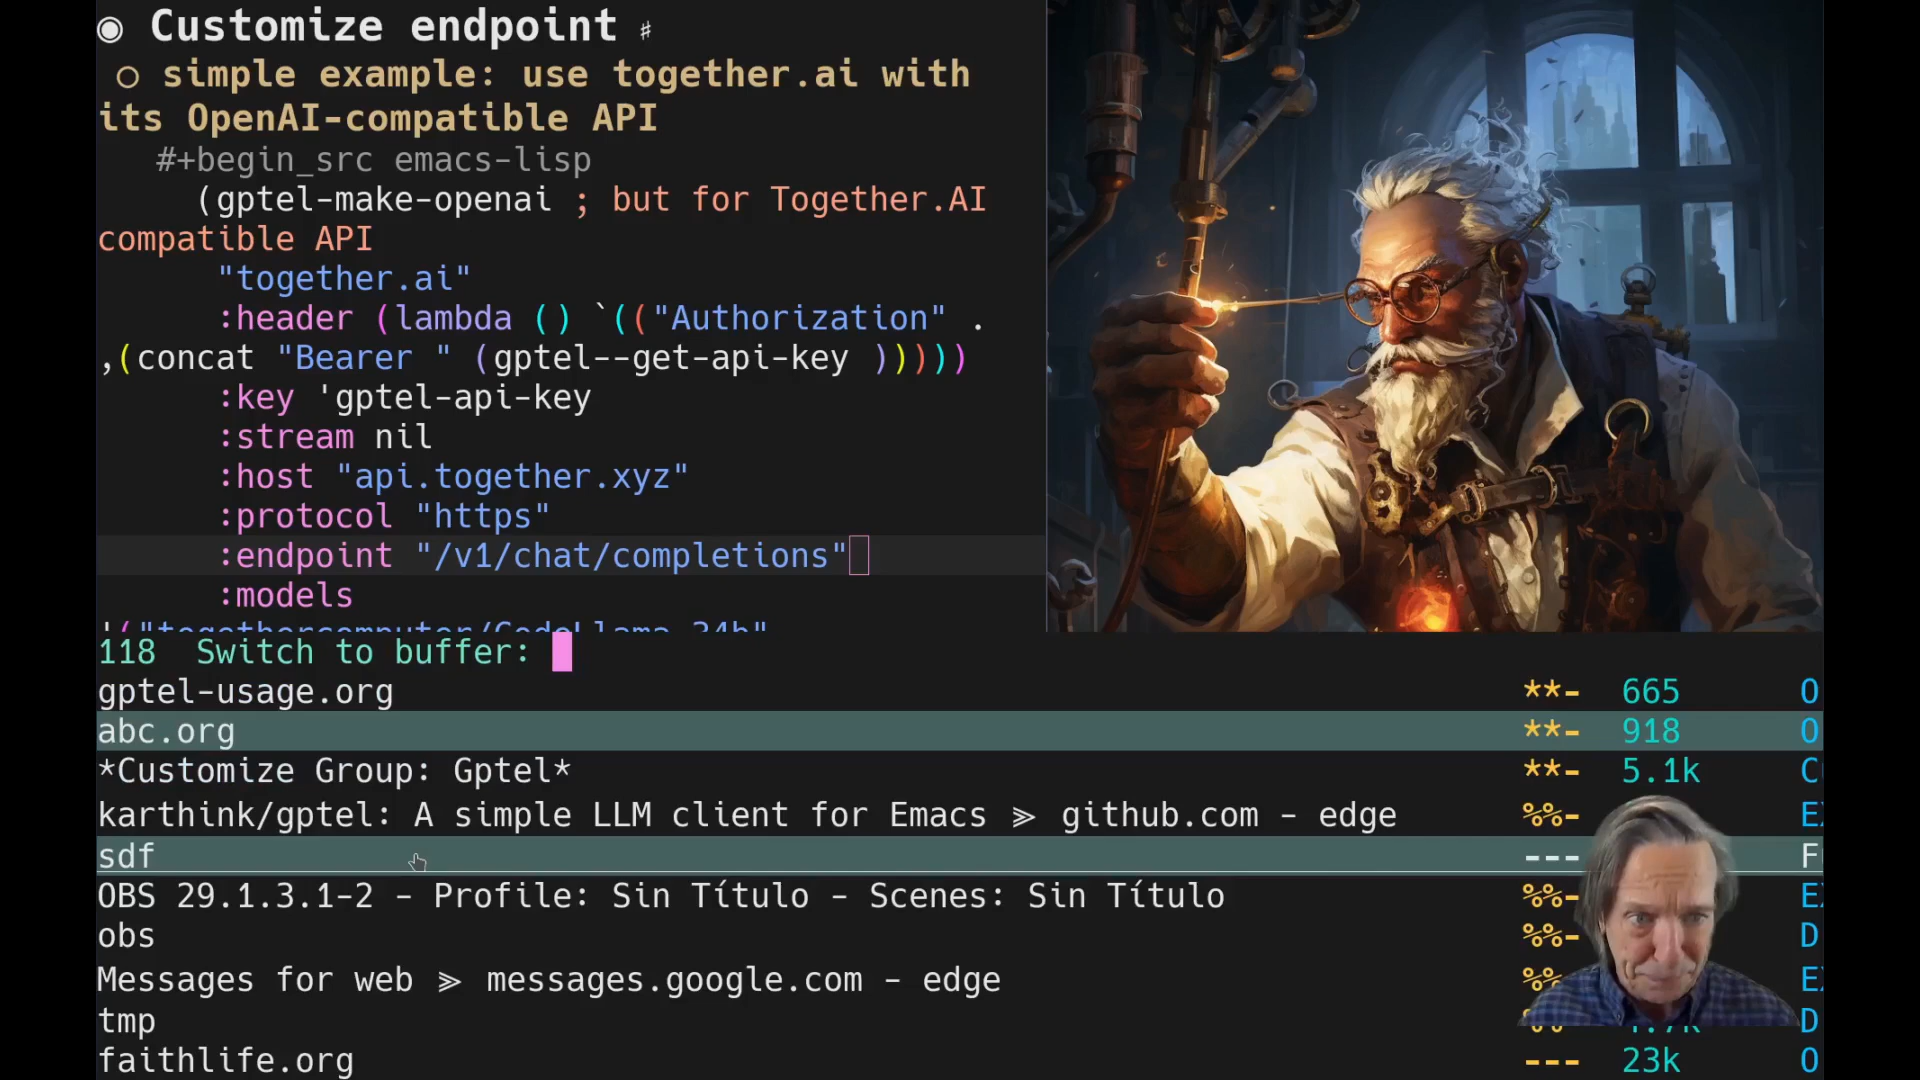 ◉ Customize endpoint #
○ simple example: use together.ai with
its OpenAI-compatible API
#+begin_src emacs-lisp
(gptel-make-openai ; but for Together.AI
compatible API
"together.ai"
:header (lambda () `(("Authorization" .
,(concat "Bearer " (gptel--get-api-key )))))
:key 'gptel-api-key
:stream nil
:host "api.together.xyz"
:protocol "https"
:endpoint "/v1/chat/completions"
:models
'("togethercomputer/CodeLlama-34b"
118 Switch to buffer:
gptel-usage.org **- 665 O
abc.org **- 918 O
*Customize Group: Gptel* **- 5.1k
karthink/gptel: A simple LLM client for Emacs ⪢ github.com - edge %%-
sdf --- F
OBS 29.1.3.1-2 - Profile: Sin Título - Scenes: Sin Título %%-
obs %%- D
Messages for web ⪢ messages.google.com - edge
tmp D
faithlife.org --- 23k O